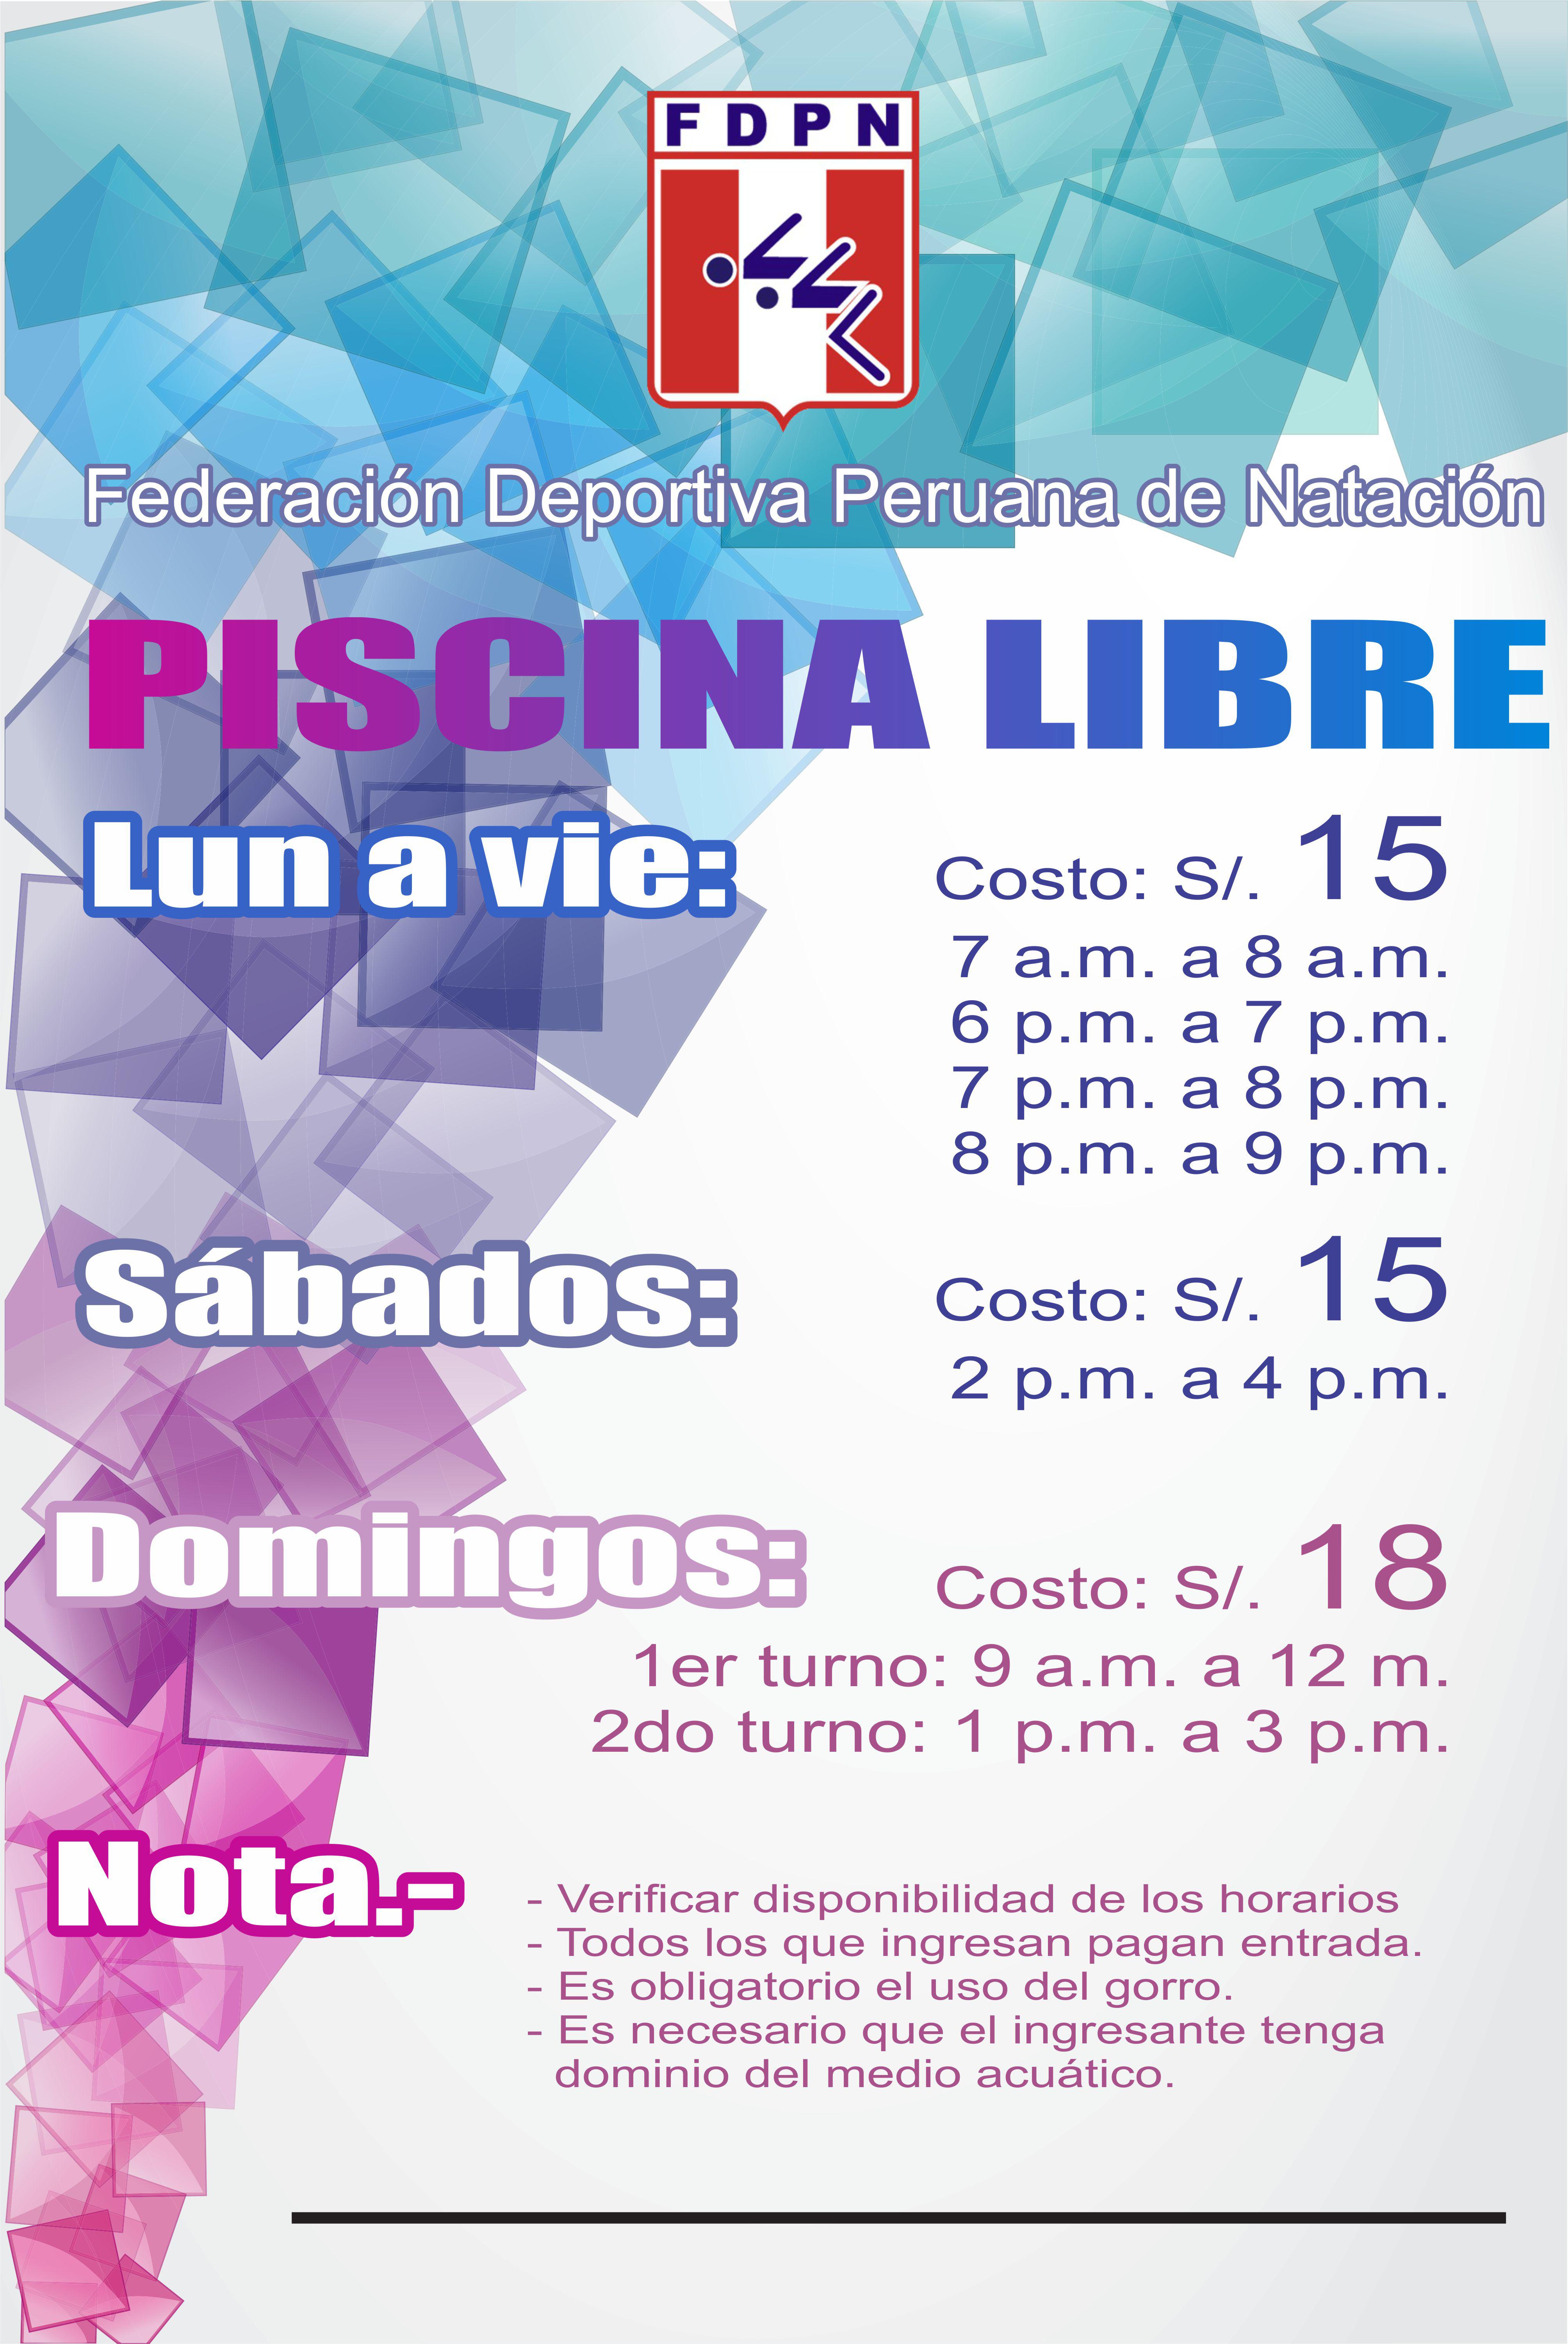 FDPN
Federación Deportiva Peruana de Natación
PISCINA LIBRE
Lun a vie:
Costo: S/. 15
7 a.m. a 8 a.m.
6 p.m. a 7 p.m.
7 p.m. a 8 p.m.
8 p.m. a 9 p.m.
Sábados:
Costo: S/. 15
2 p.m. a 4 p.m.
Domingos:
Costo: S/. 18
1er turno: 9 a.m. a 12 m.
2do turno: 1 p.m. a 3 p.m.
Nota.-
- Verificar disponibilidad de los horarios
- Todos los que ingresan pagan entrada.
- Es obligatorio el uso del gorro.
- Es necesario que el ingresante tenga
dominio del medio acuático.